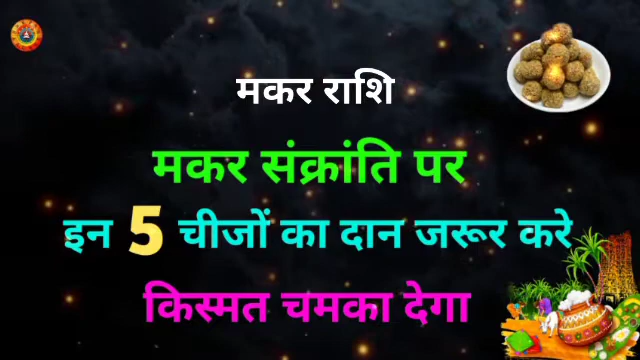 मकर राशि
मकर संक्रांति पर
इन 5 चीजों का दान जरूर करे
किस्मत चमका देगा